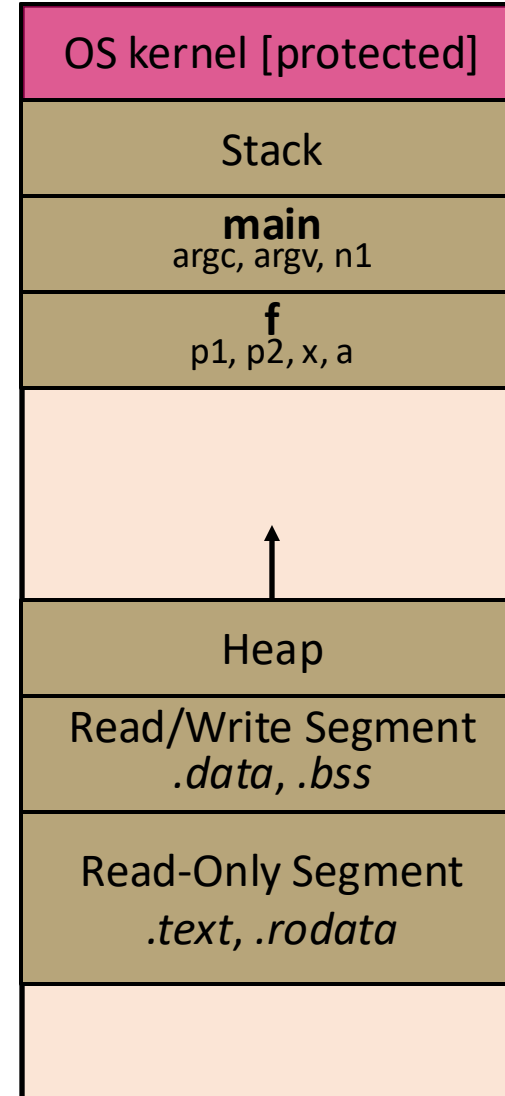 OS kernel [protected]
Stack
main
argc, argv, n1
f
p1, p2, x, a
Heap
Read/Write Segment
.data, .bss
Read-Only Segment
.text, .rodata